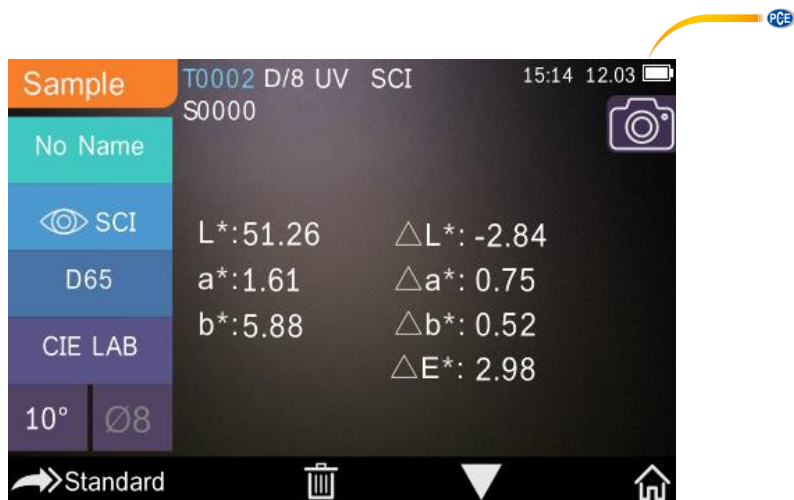 PCE
Sample
T0002 D/8 UV SCI
15:14 12.03
S0000
No Name
SCI
D65
CIE LAB
10°
Ø8
L*:51.26
a*:1.61
b*:5.88
△L*: -2.84
△a*: 0.75
△b*: 0.52
△E*: 2.98
Standard